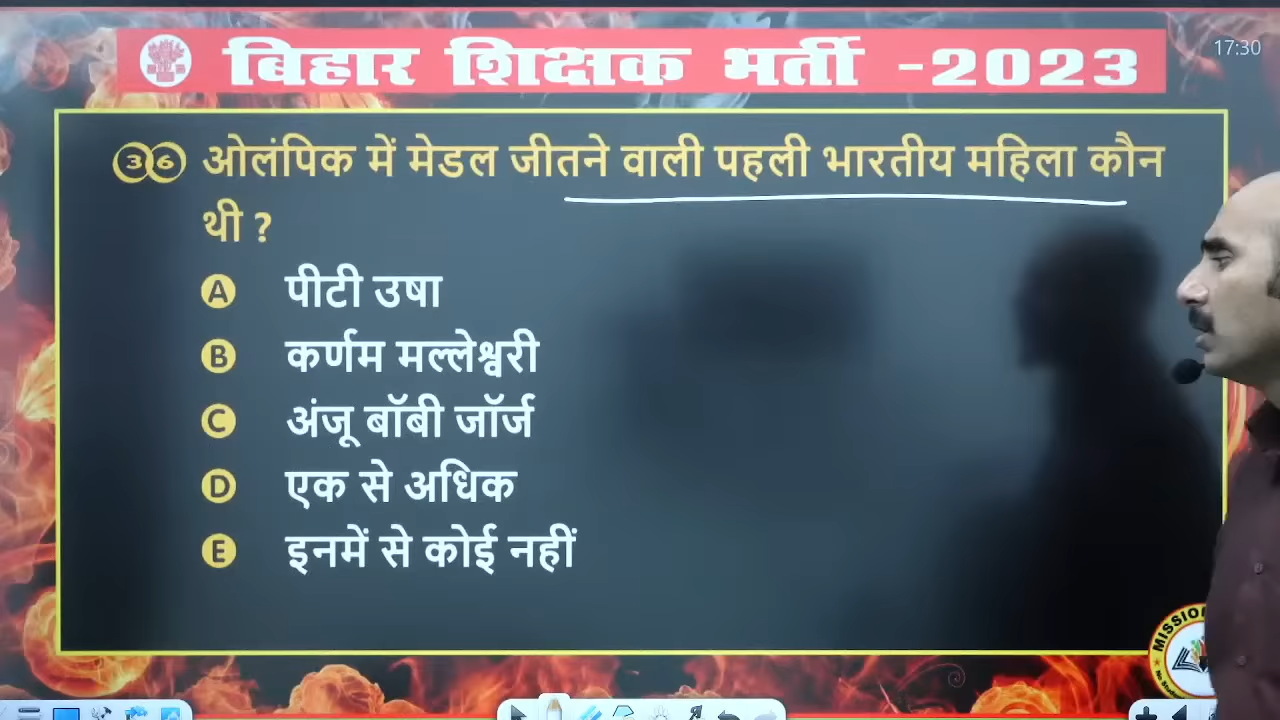 बिहार शिक्षक भर्ती -2023
17:30
36 ओलंपिक में मेडल जीतने वाली पहली भारतीय महिला कौन
थी ?
A पीटी उषा
B कर्णम मल्लेश्वरी
C अंजू बॉबी जॉर्ज
D एक से अधिक
E इनमें से कोई नहीं
MISSION